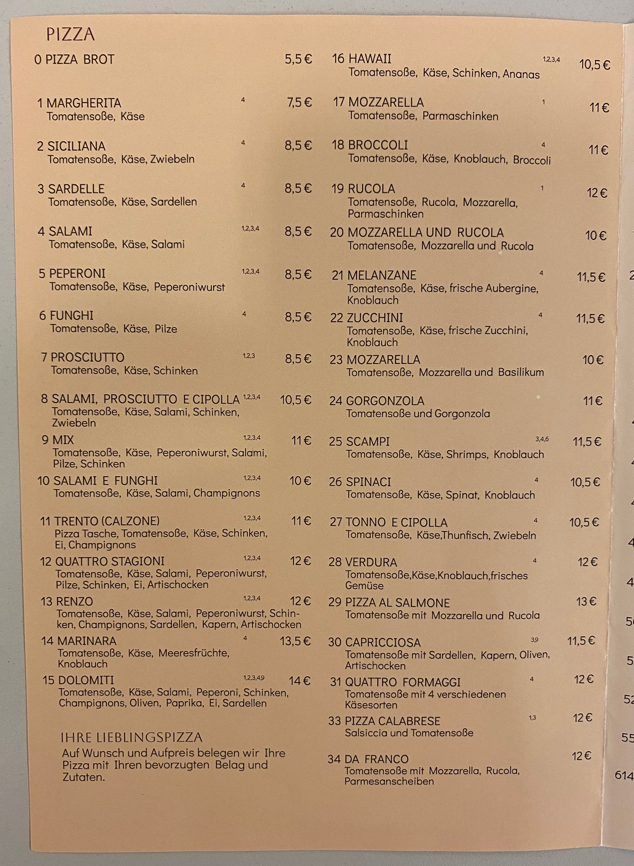 PIZZA
0 PIZZA BROT 5,5 €
1 MARGHERITA 4 7,5 €
Tomatensoße, Käse
2 SICILIANA 4 8,5 €
Tomatensoße, Käse, Zwiebeln
3 SARDELLE 4 8,5 €
Tomatensoße, Käse, Sardellen
4 SALAMI 1,2,3,4 8,5 €
Tomatensoße, Käse, Salami
5 PEPERONI 1,2,3,4 8,5 €
Tomatensoße, Käse, Peperoniwurst
6 FUNGHI 4 8,5 €
Tomatensoße, Käse, Pilze
7 PROSCIUTTO 1,2,3 8,5 €
Tomatensoße, Käse, Schinken
8 SALAMI, PROSCIUTTO E CIPOLLA 1,2,3,4 10,5 €
Tomatensoße, Käse, Salami, Schinken,
Zwiebeln
9 MIX 1,2,3,4 11 €
Tomatensoße, Käse, Peperoniwurst, Salami,
Pilze, Schinken
10 SALAMI E FUNGHI 1,2,3,4 10 €
Tomatensoße, Käse, Salami, Champignons
11 TRENTO (CALZONE) 1,2,3,4 11 €
Pizza Tasche, Tomatensoße, Käse, Schinken,
Ei, Champignons
12 QUATTRO STAGIONI 1,2,3,4 12 €
Tomatensoße, Käse, Salami, Peperoniwurst,
Pilze, Schinken, Ei, Artischocken
13 RENZO 1,2,3,4 12 €
Tomatensoße, Käse, Salami, Peperoniwurst, Schin-
ken, Champignons, Sardellen, Kapern, Artischocken
14 MARINARA 4 13,5 €
Tomatensoße, Käse, Meeresfrüchte,
Knoblauch
15 DOLOMITI 1,2,3,4,9 14 €
Tomatensoße, Käse, Salami, Peperoni, Schinken,
Champignons, Oliven, Paprika, Ei, Sardellen
IHRE LIEBLINGSPIZZA
Auf Wunsch und Aufpreis belegen wir Ihre
Pizza mit Ihren bevorzugten Belag und
Zutaten.
16 HAWAII 1,2,3,4 10,5 €
Tomatensoße, Käse, Schinken, Ananas
17 MOZZARELLA 1 11 €
Tomatensoße, Parmaschinken
18 BROCCOLI 4 11 €
Tomatensoße, Käse, Knoblauch, Broccoli
19 RUCOLA 1 12 €
Tomatensoße, Rucola, Mozzarella,
Parmaschinken
20 MOZZARELLA UND RUCOLA 10 €
Tomatensoße, Mozzarella und Rucola
21 MELANZANE 4 11,5 €
Tomatensoße, Käse, frische Aubergine,
Knoblauch
22 ZUCCHINI 4 11,5 €
Tomatensoße, Käse, frische Zucchini,
Knoblauch
23 MOZZARELLA 10 €
Tomatensoße, Mozzarella und Basilikum
24 GORGONZOLA 11 €
Tomatensoße und Gorgonzola
25 SCAMPI 3,4,6 11,5 €
Tomatensoße, Käse, Shrimps, Knoblauch
26 SPINACI 4 10,5 €
Tomatensoße, Käse, Spinat, Knoblauch
27 TONNO E CIPOLLA 4 10,5 €
Tomatensoße, Käse,Thunfisch, Zwiebeln
28 VERDURA 4 12 €
Tomatensoße,Käse,Knoblauch,frisches
Gemüse
29 PIZZA AL SALMONE 13 €
Tomatensoße mit Mozzarella und Rucola
30 CAPRICCIOSA 3,9 11,5 €
Tomatensoße mit Sardellen, Kapern, Oliven,
Artischocken
31 QUATTRO FORMAGGI 4 12 €
Tomatensoße mit 4 verschiedenen
Käsesorten
33 PIZZA CALABRESE 1,3 12 €
Salsiccia und Tomatensoße
34 DA FRANCO 12 €
Tomatensoße mit Mozzarella, Rucola,
Parmesanscheiben